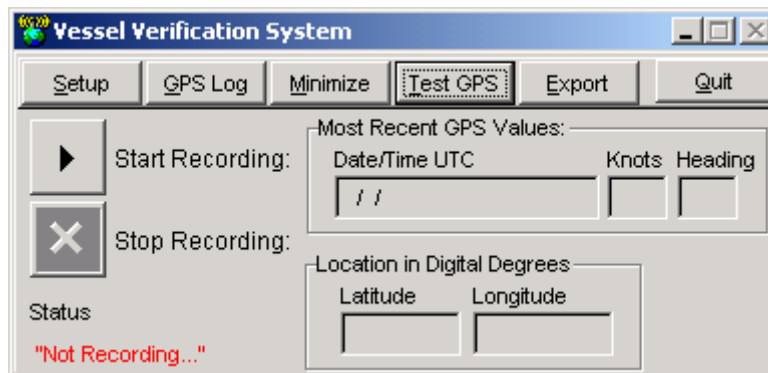 Vessel Verification System
Setup GPS Log Minimize Test GPS Export Quit
Start Recording:
Most Recent GPS Values:
Date/Time UTC Knots Heading
/ /
Stop Recording:
Location in Digital Degrees
Latitude Longitude
Status
"Not Recording..."